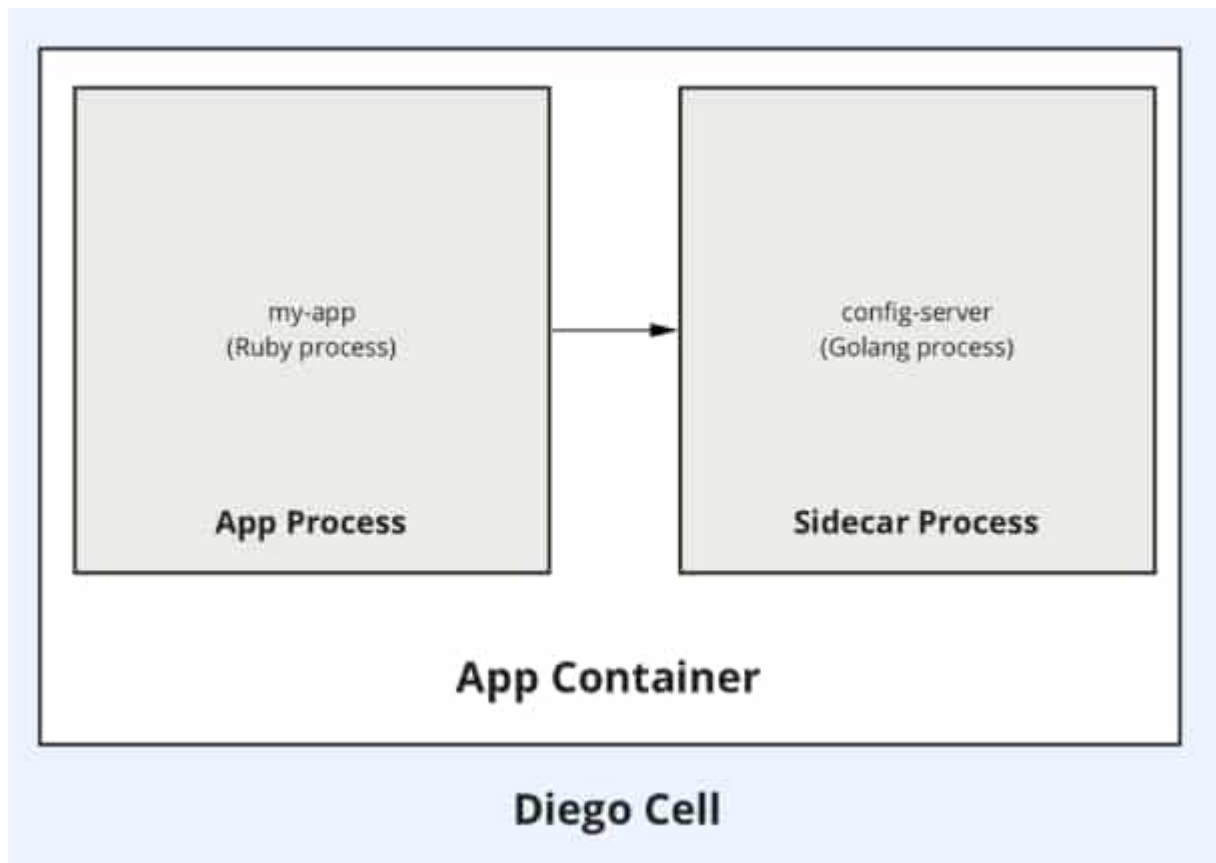 my-app
(Ruby process)
App Process
config-server
(Golang process)
Sidecar Process
App Container
Diego Cell